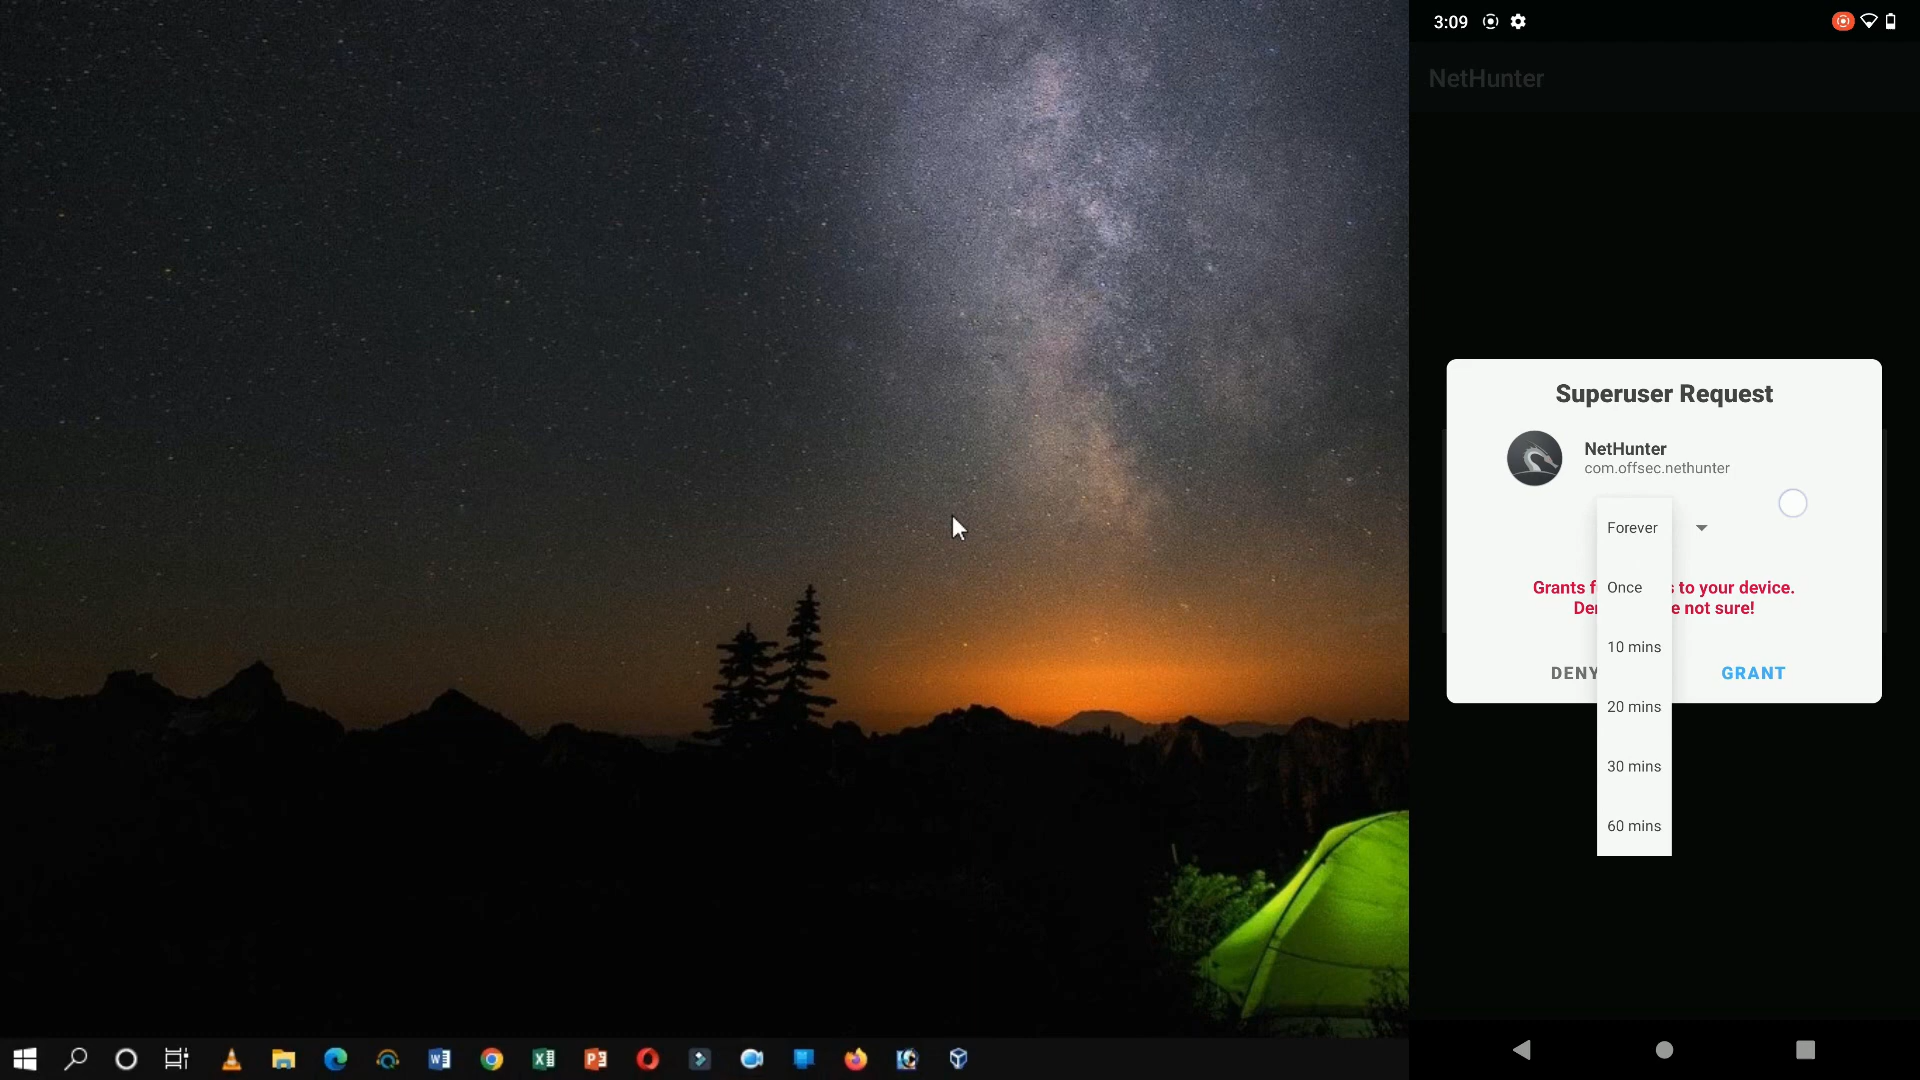 3:09
NetHunter
Superuser Request
NetHunter
com.offsec.nethunter
Forever
Once
10 mins
20 mins
30 mins
60 mins
Grants f to your device.
not sure!
DENY
GRANT